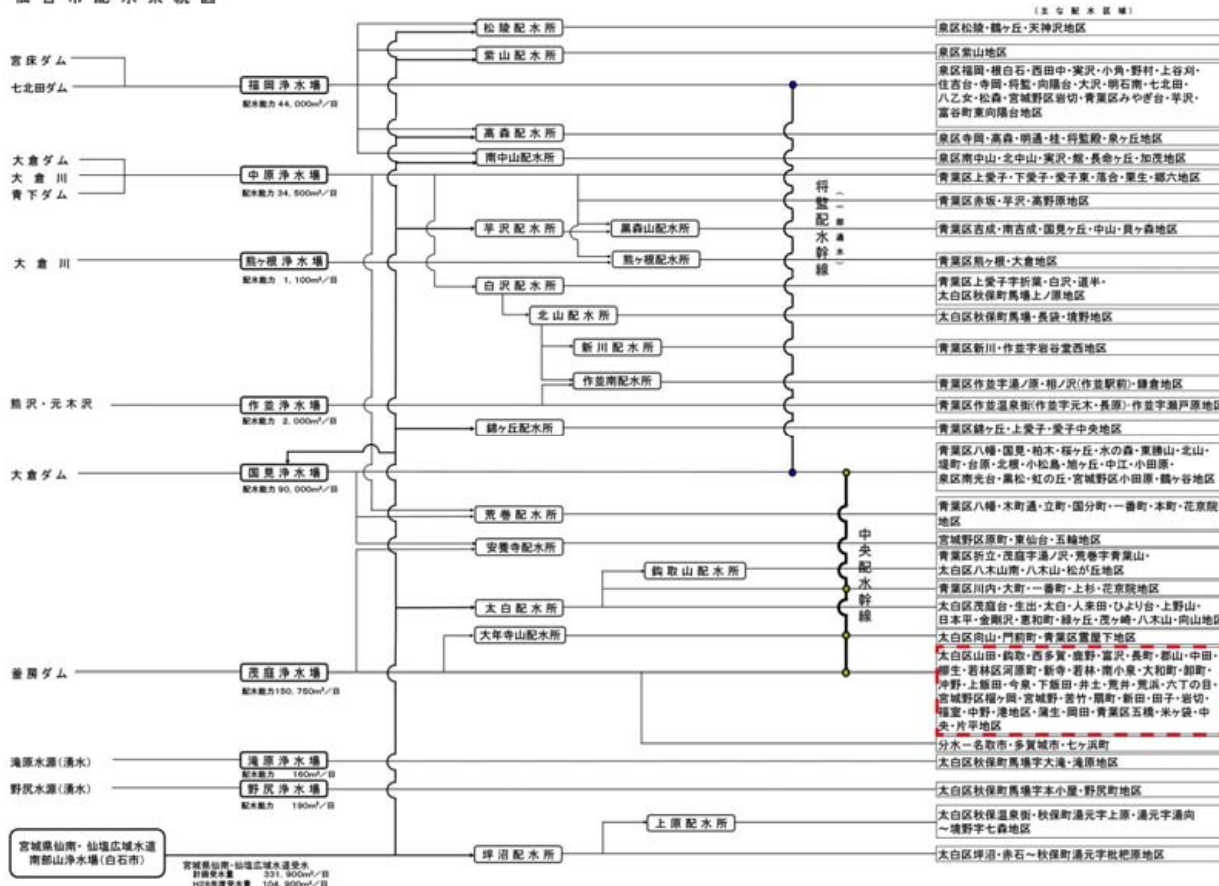 (主な配水区域)
松陵配水所
泉区松陵・鶴ヶ丘・天神沢地区
紫山配水所
泉区紫山地区
宮床ダム
七北田ダム
福岡浄水場
配水能力 44,000m³/日
泉区福岡・根白石・西田中・実沢・小角・野村・上谷刈・
住吉台・寺岡・将監・向陽台・大沢・明石南・七北田・
八乙女・松森・宮城野区岩切・青葉区みやぎ台・芋沢・
富谷町東向陽台地区
高森配水所
泉区寺岡・高森・明通・桂・将監殿・泉ヶ丘地区
南中山配水所
泉区南中山・北中山・実沢・館・長命ヶ丘・加茂地区
大倉ダム
大倉川
青下ダム
中原浄水場
配水能力 34,500m³/日
青葉区上愛子・下愛子・愛子東・落合・栗生・郷六地区
青葉区赤坂・芋沢・高野原地区
将監配水幹線
(一部通水)
芋沢配水所
黒森山配水所
青葉区吉成・南吉成・国見ヶ丘・中山・貝ヶ森地区
大倉川
熊ヶ根浄水場
配水能力 1,100m³/日
熊ヶ根配水所
青葉区熊ヶ根・大倉地区
白沢配水所
青葉区上愛子字折葉・白沢・道半・
太白区秋保町馬場上ノ原地区
北山配水所
太白区秋保町馬場・長袋・境野地区
新川配水所
青葉区新川・作並字岩谷堂西地区
作並南配水所
青葉区作並字湯ノ原・相ノ沢(作並駅前)・鎌倉地区
熊沢・元木沢
作並浄水場
配水能力 2,000m³/日
青葉区作並温泉街(作並字元木・長原)・作並字瀬戸原地区
錦ヶ丘配水所
青葉区錦ヶ丘・上愛子・愛子中央地区
大倉ダム
国見浄水場
配水能力 90,000m³/日
青葉区八幡・国見・柏木・桜ヶ丘・水の森・東勝山・北山・
堤町・台原・北根・小松島・旭ヶ丘・中江・小田原・
泉区南光台・黒松・虹の丘・宮城野区小田原・鶴ヶ谷地区
荒巻配水所
青葉区八幡・木町通・立町・国分町・一番町・本町・花京院
地区
中央配水幹線
安養寺配水所
宮城野区原町・東仙台・五輪地区
鈎取山配水所
青葉区折立・茂庭字湯ノ沢・荒巻字青葉山・
太白区八木山南・八木山・松が丘地区
青葉区川内・大町・一番町・上杉・花京院地区
太白配水所
太白区茂庭台・生出・太白・人来田・ひより台・上野山・
日本平・金剛沢・恵和町・緑ヶ丘・茂ヶ崎・八木山・向山地区
大年寺山配水所
太白区向山・門前町・青葉区霊屋下地区
釜房ダム
茂庭浄水場
配水能力150,750m³/日
太白区山田・鈎取・西多賀・鹿野・富沢・長町・郡山・中田・
柳生・若林区河原町・新寺・若林・南小泉・大和町・卸町・
沖野・上飯田・今泉・下飯田・井土・荒井・荒浜・六丁の目・
宮城野区榴ヶ岡・宮城野・苦竹・扇町・新田・田子・岩切・
福室・中野・港地区・蒲生・岡田・青葉区五橋・米ヶ袋・中
央・片平地区
分水－名取市・多賀城市・七ヶ浜町
滝原水源(湧水)
滝原浄水場
配水能力 160m³/日
太白区秋保町馬場字大滝・滝原地区
野尻水源(湧水)
野尻浄水場
配水能力 190m³/日
太白区秋保町馬場字本小屋・野尻町地区
上原配水所
太白区秋保温泉街・秋保町湯元字上原・湯元字湯向
～境野字七森地区
宮城県仙南・仙塩広域水道
南部山浄水場(白石市)
宮城県仙南・仙塩広域水道受水
計画受水量 331,900m³/日
H28年度受水量 104,900m³/日
坪沼配水所
太白区坪沼・赤石～秋保町湯元字枇杷原地区